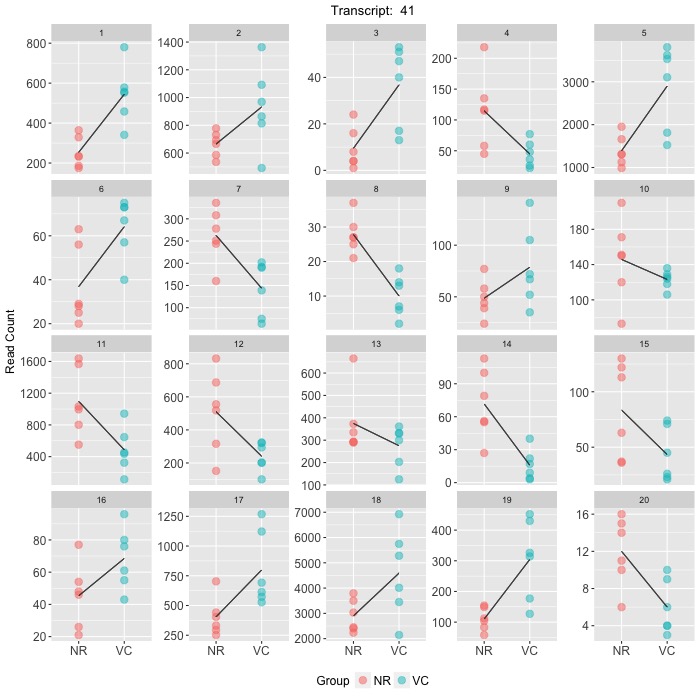 Transcript: 41
1 2 3 4 5
800 600 400 200
1400 1200 1000 800 600
40 20 0
200 150 100 50
3000 2000 1000
6 7 8 9 10
60 40 20
300 250 200 150 100
30 20 10
100 50
180 140 100
Read Count
11 12 13 14 15
1600 1200 800 400
800 600 400 200
600 500 400 300 200 100
90 60 30 0
100 50
16 17 18 19 20
80 60 40 20
1250 1000 750 500 250
7000 6000 5000 4000 3000 2000
400 300 200 100
16 12 8 4
NR VC NR VC NR VC NR VC NR VC
Group NR VC